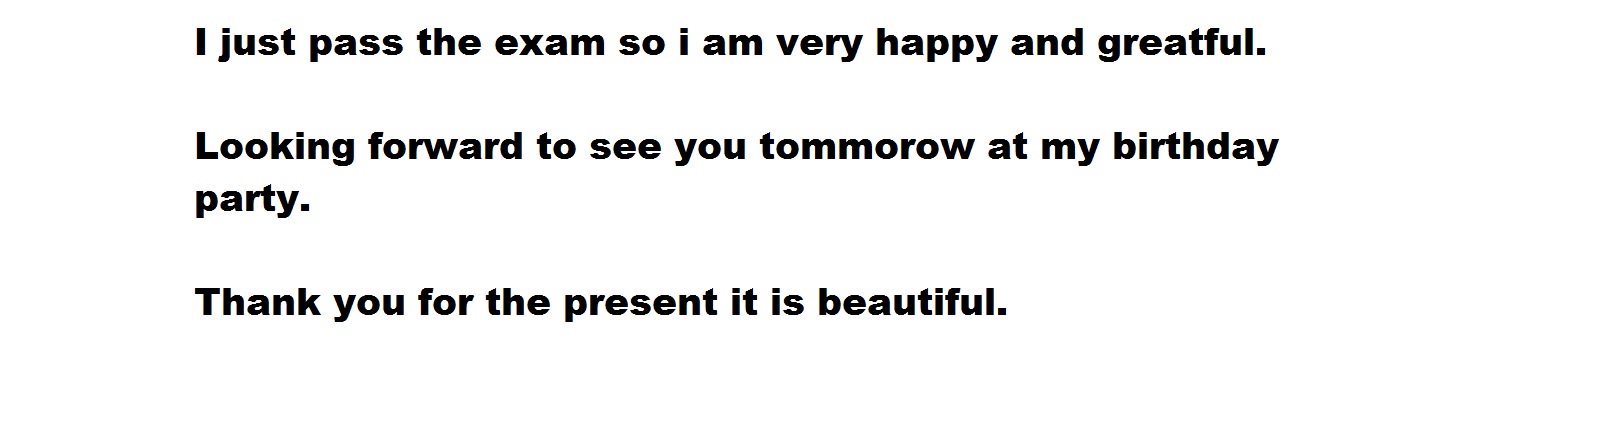 I just pass the exam so i am very happy and greatful.
Looking forward to see you tommorow at my birthday
party.
Thank you for the present it is beautiful.